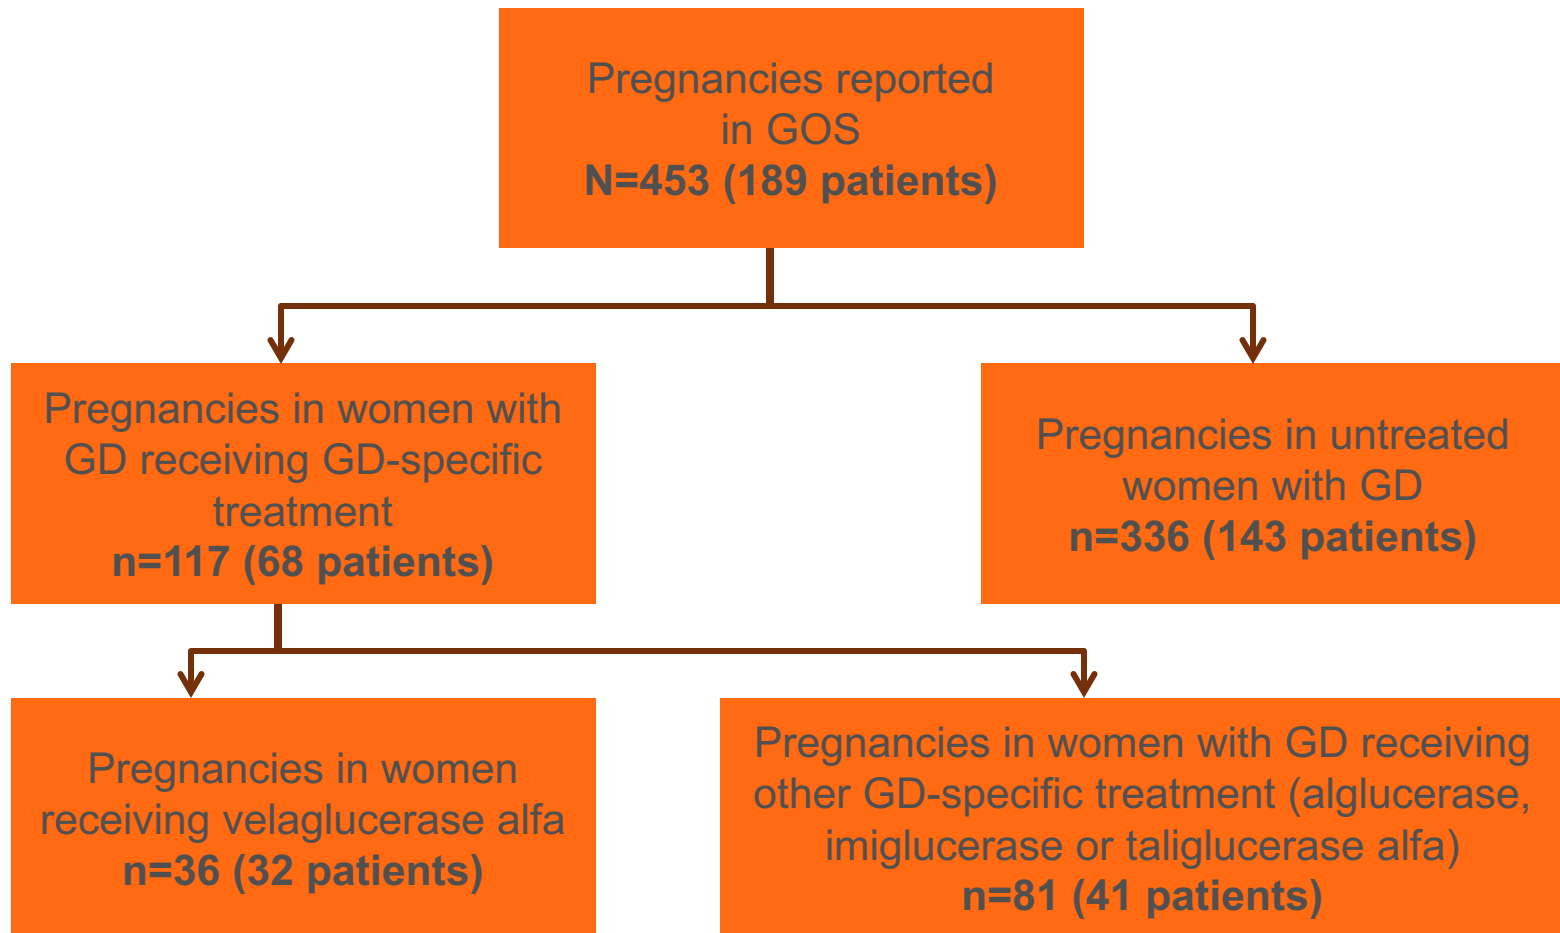 Pregnancies reported
in GOS
N=453 (189 patients)
Pregnancies in women with
GD receiving GD-specific
treatment
n=117 (68 patients)
Pregnancies in untreated
women with GD
n=336 (143 patients)
Pregnancies in women
receiving velaglucerase alfa
n=36 (32 patients)
Pregnancies in women with GD receiving
other GD-specific treatment (alglucerase,
imiglucerase or taliglucerase alfa)
n=81 (41 patients)